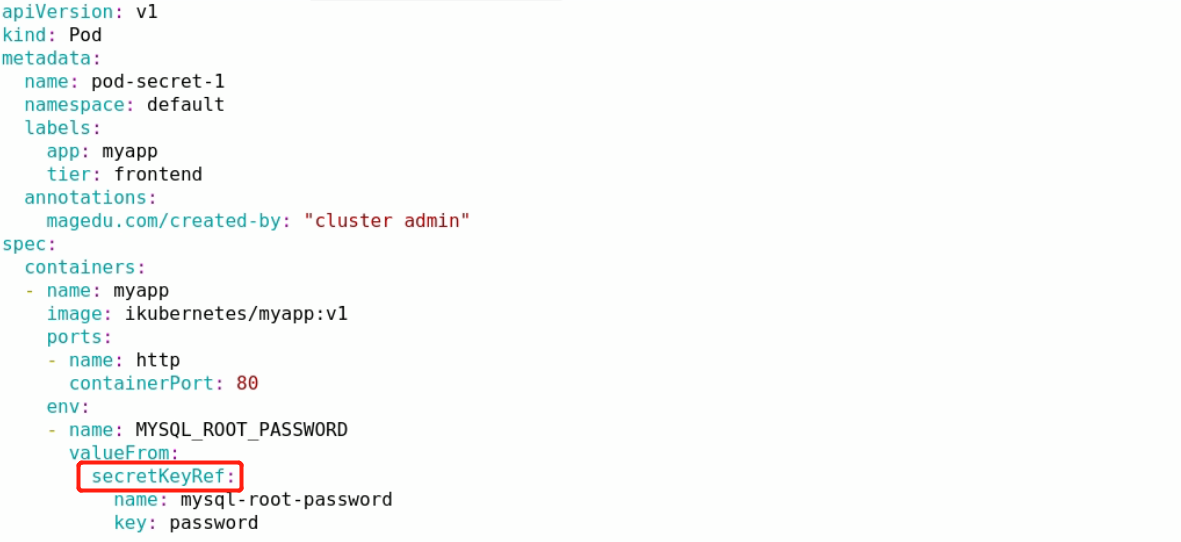 apiVersion: v1
kind: Pod
metadata:
  name: pod-secret-1
  namespace: default
  labels:
    app: myapp
    tier: frontend
  annotations:
    magedu.com/created-by: "cluster admin"
spec:
  containers:
  - name: myapp
    image: ikubernetes/myapp:v1
    ports:
    - name: http
      containerPort: 80
    env:
    - name: MYSQL_ROOT_PASSWORD
      valueFrom:
        secretKeyRef:
          name: mysql-root-password
          key: password